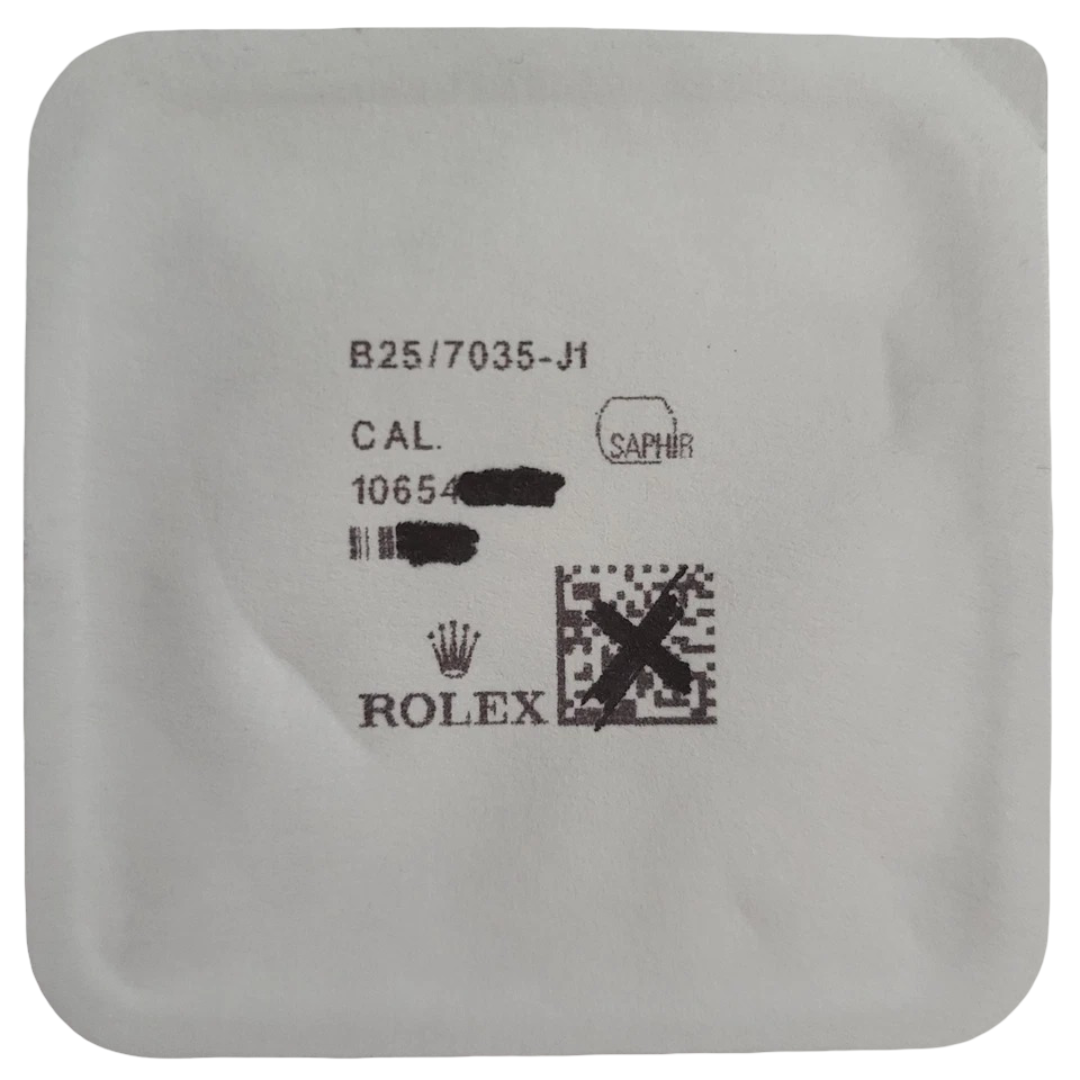 B25/7035-J1
CAL.
SAPHIR
10654
ROLEX